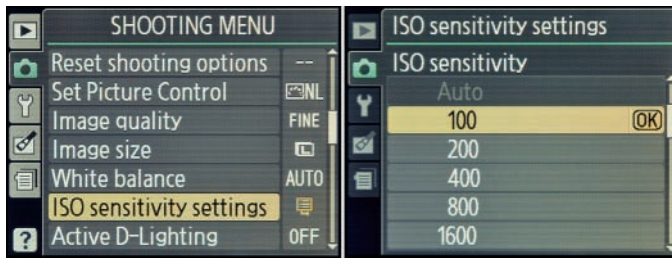 SHOOTING MENU
Reset shooting options --
Set Picture Control NL
Image quality FINE
Image size L
White balance AUTO
ISO sensitivity settings
Active D-Lighting OFF
?
ISO sensitivity settings
ISO sensitivity
Auto
100 OK
200
400
800
1600